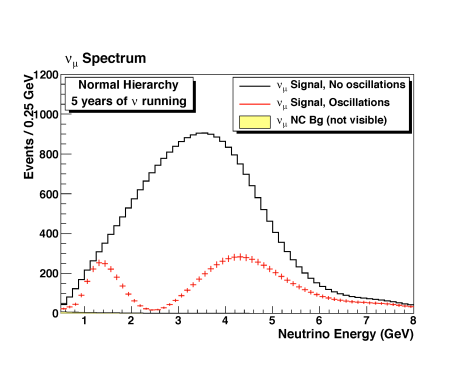 νμ Spectrum
Events / 0.25 GeV
1200
1000
800
600
400
200
0
Normal Hierarchy
5 years of ν running
νμ Signal, No oscillations
νμ Signal, Oscillations
νμ NC Bg (not visible)
1 2 3 4 5 6 7 8
Neutrino Energy (GeV)